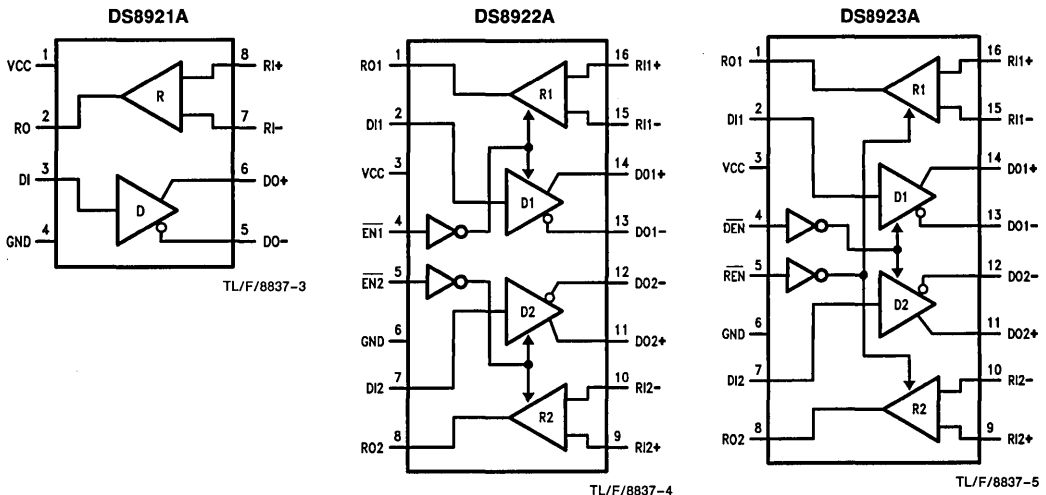 DS8921A
1
VCC
8
RI+
R
RO
2
7
RI-
3
DI
6
DO+
D
4
GND
5
DO-
TL/F/8837-3
DS8922A
1
RO1
16
RI1+
R1
2
DI1
15
RI1-
3
VCC
14
DO1+
D1
4
EN1
13
DO1-
5
EN2
12
DO2-
D2
6
GND
11
DO2+
7
DI2
10
RI2-
R2
8
RO2
9
RI2+
TL/F/8837-4
DS8923A
1
RO1
16
RI1+
R1
2
DI1
15
RI1-
3
VCC
14
DO1+
D1
4
DEN
13
DO1-
5
REN
12
DO2-
D2
6
GND
11
DO2+
7
DI2
10
RI2-
R2
8
RO2
9
RI2+
TL/F/8837-5